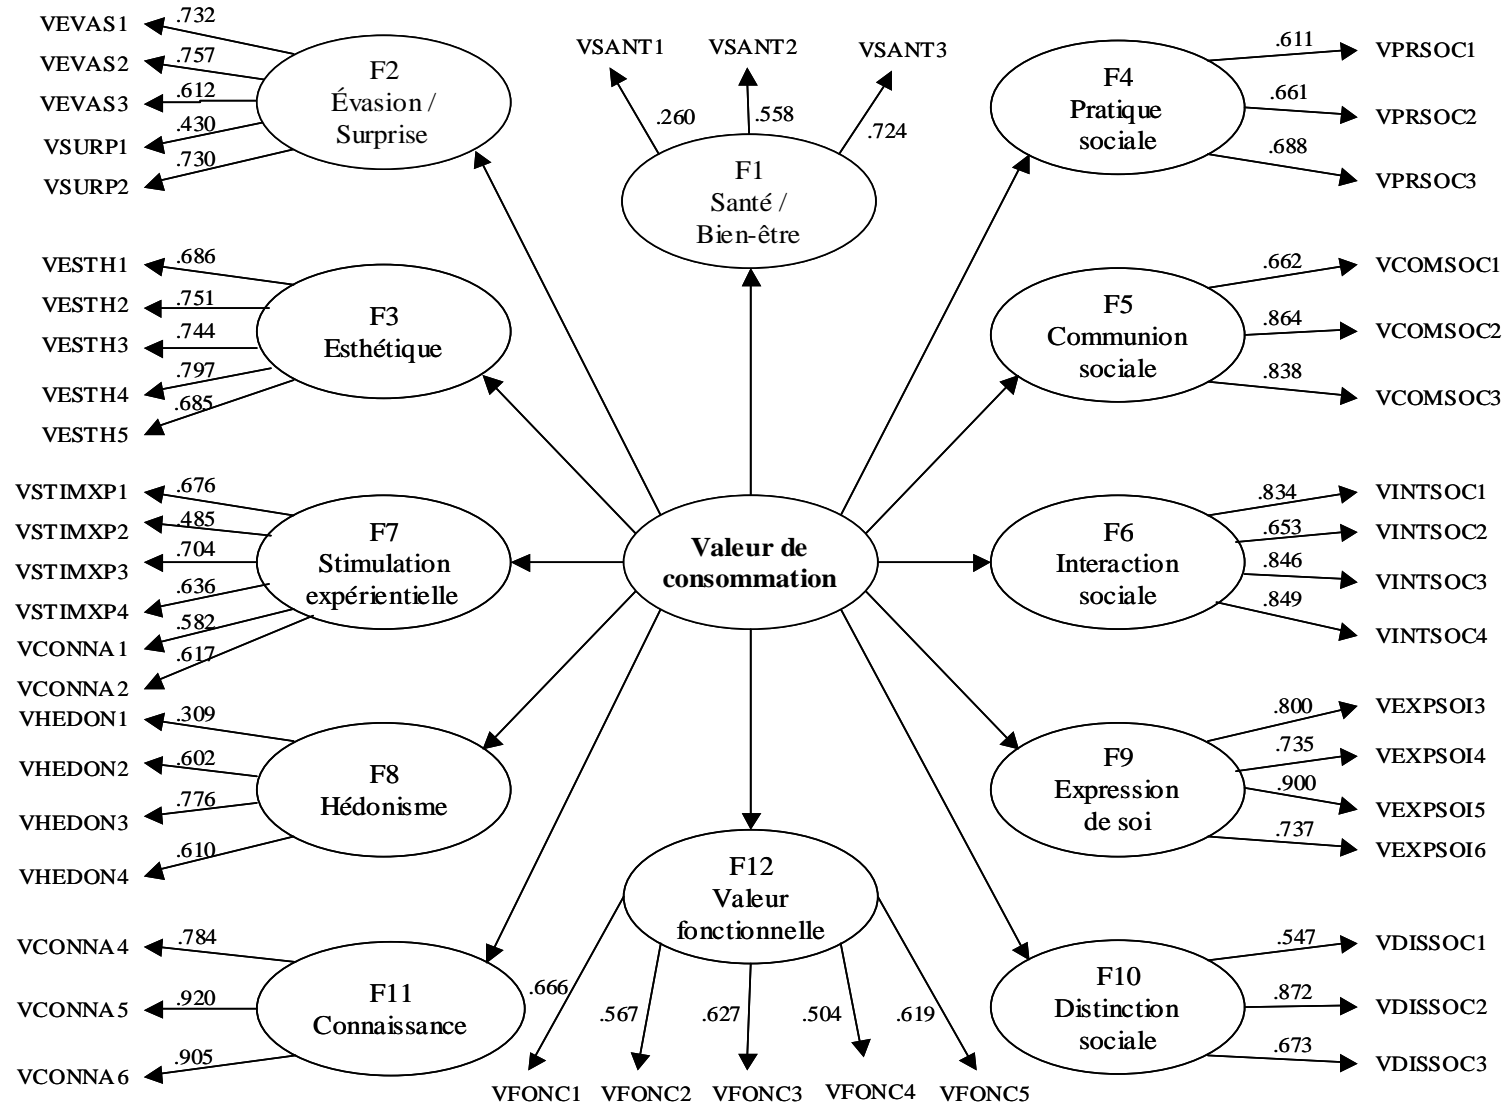 VEVAS1
.732
VEVAS2
.757
VEVAS3
.612
VSURP1
.430
VSURP2
.730
F2
Évasion /
Surprise
VSANT1
VSANT2
VSANT3
.260
.558
.724
F1
Santé /
Bien-être
F4
Pratique
sociale
.611
VPRSOC1
.661
VPRSOC2
.688
VPRSOC3
VESTH1
.686
VESTH2
.751
VESTH3
.744
VESTH4
.797
VESTH5
.685
F3
Esthétique
F5
Communion
sociale
.662
VCOMSOC1
.864
VCOMSOC2
.838
VCOMSOC3
VSTIMXP1
.676
VSTIMXP2
.485
VSTIMXP3
.704
VSTIMXP4
.636
VCONNA1
.582
VCONNA2
.617
F7
Stimulation
expérientielle
Valeur de
consommation
F6
Interaction
sociale
.834
VINTSOC1
.653
VINTSOC2
.846
VINTSOC3
.849
VINTSOC4
VHEDON1
.309
VHEDON2
.602
VHEDON3
.776
VHEDON4
.610
F8
Hédonisme
F9
Expression
de soi
.800
VEXPSOI3
.735
VEXPSOI4
.900
VEXPSOI5
.737
VEXPSOI6
VCONNA4
.784
VCONNA5
.920
VCONNA6
.905
F11
Connaissance
F12
Valeur
fonctionnelle
.666
.567
.627
.504
.619
VFONC1
VFONC2
VFONC3
VFONC4
VFONC5
F10
Distinction
sociale
.547
VDISSOC1
.872
VDISSOC2
.673
VDISSOC3